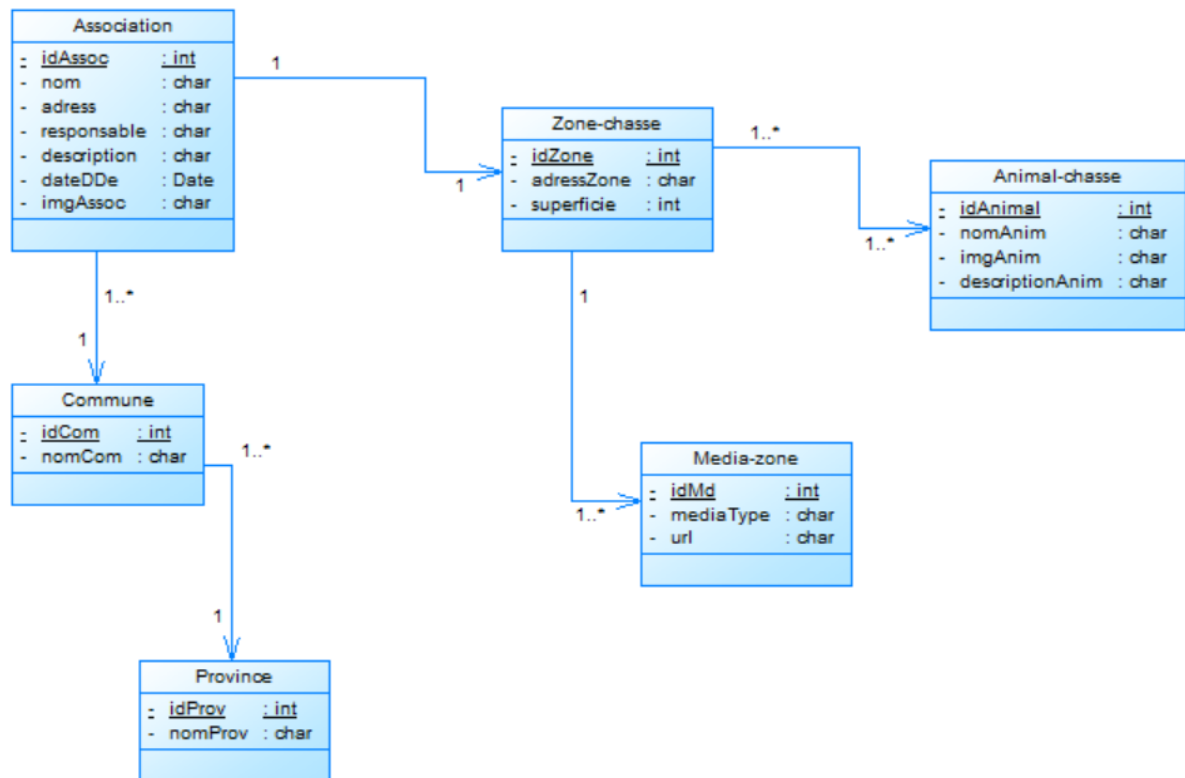 Association
- idAssoc : int
- nom : char
- adress : char
- responsable : char
- description : char
- dateDDe : Date
- imgAssoc : char
1
1
Zone-chasse
- idZone : int
- adressZone : char
- superficie : int
1..*
1..*
Animal-chasse
- idAnimal : int
- nomAnim : char
- imgAnim : char
- descriptionAnim : char
1..*
1
Commune
- idCom : int
- nomCom : char
1..*
1
Province
- idProv : int
- nomProv : char
1
1..*
Media-zone
- idMd : int
- mediaType : char
- url : char